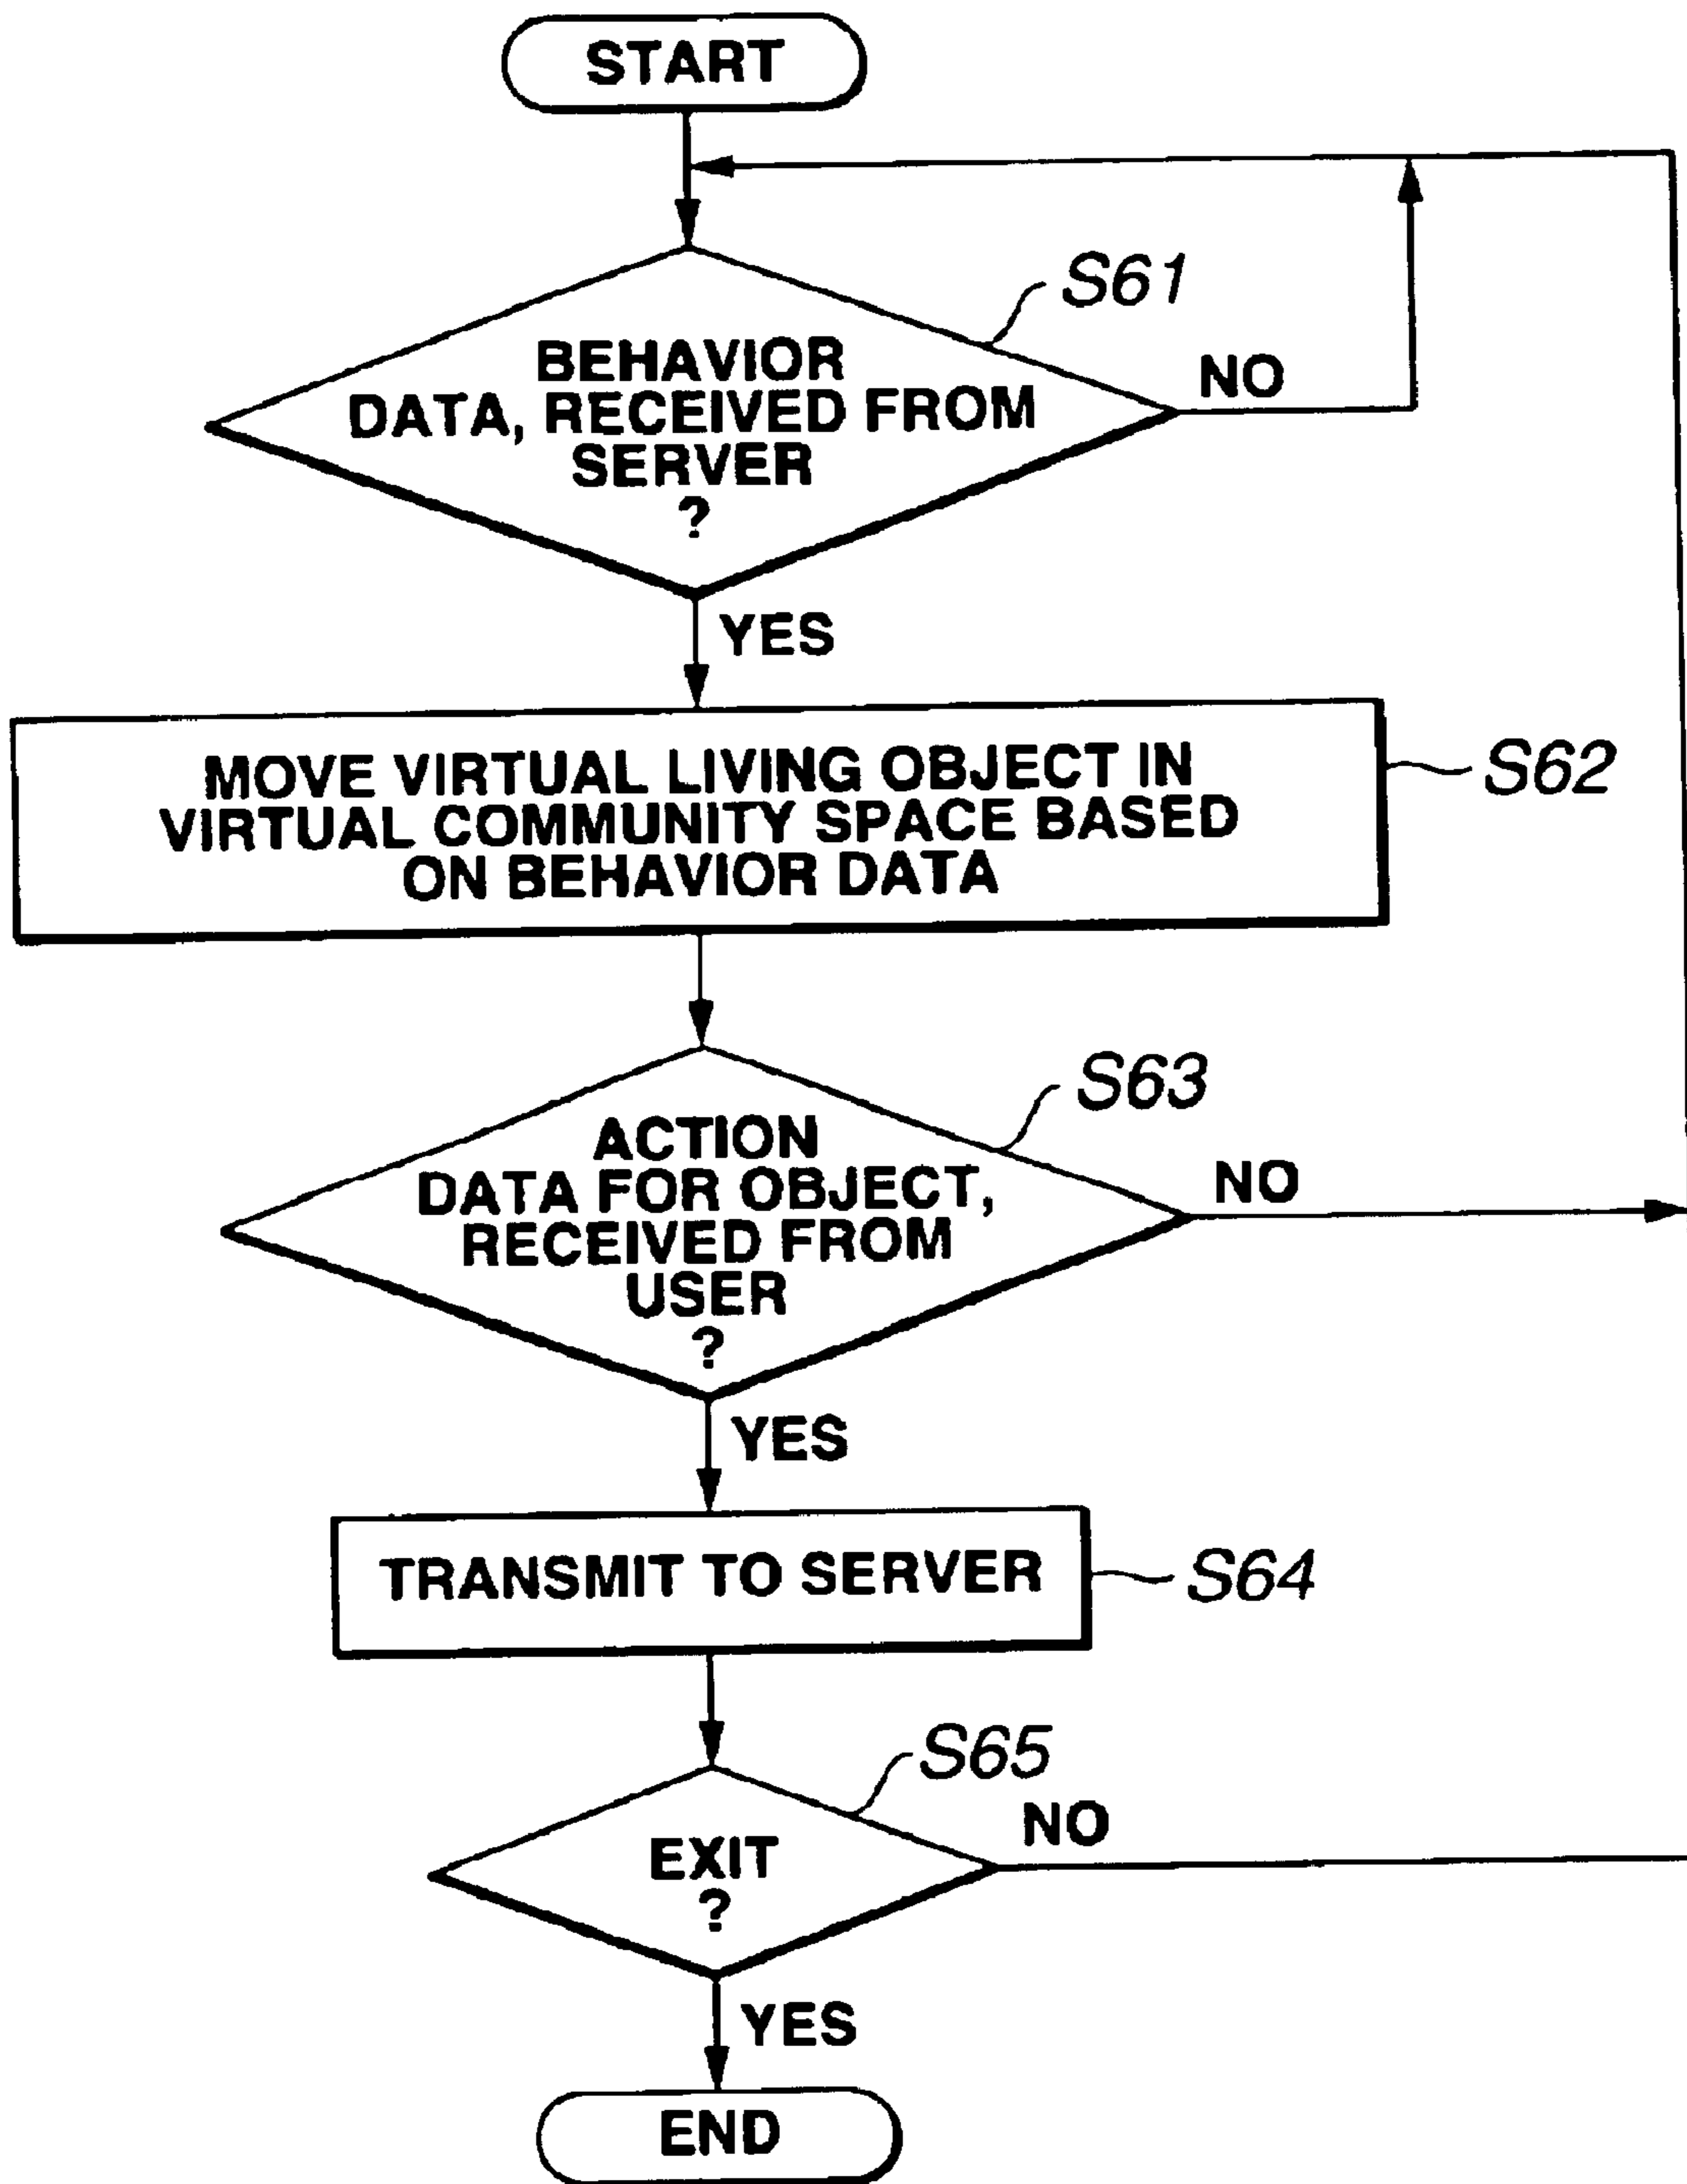 START
S61
BEHAVIOR
DATA, RECEIVED FROM
SERVER
?
NO
YES
MOVE VIRTUAL LIVING OBJECT IN
VIRTUAL COMMUNITY SPACE BASED
ON BEHAVIOR DATA
S62
S63
ACTION
DATA FOR OBJECT,
RECEIVED FROM
USER
?
NO
YES
TRANSMIT TO SERVER
S64
S65
EXIT
?
NO
YES
END